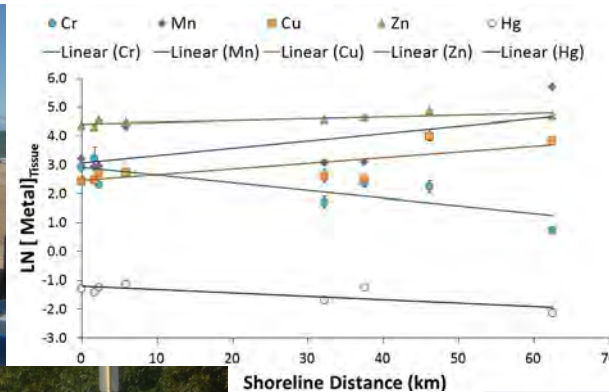 Cr Mn Cu Zn Hg
Linear (Cr) Linear (Mn) Linear (Cu) Linear (Zn) Linear (Hg)
6.0
5.0
4.0
3.0
2.0
1.0
0.0
-1.0
-2.0
-3.0
LN [ Metal]Tissue
0 10 20 30 40 50 60 70
Shoreline Distance (km)